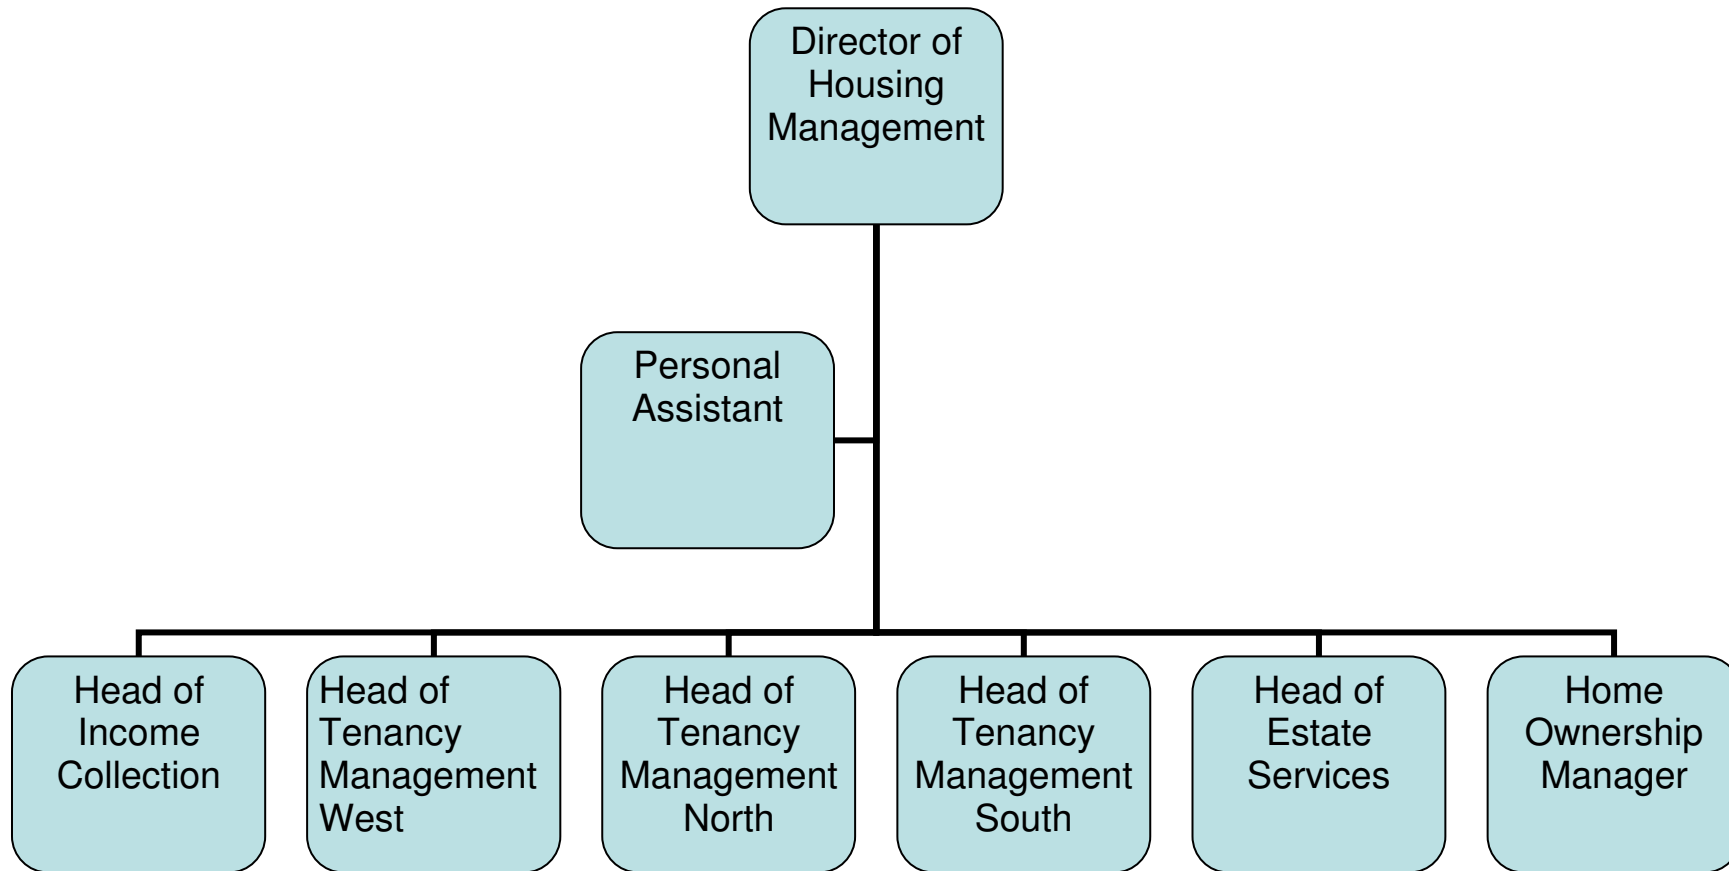 Director of
Housing
Management
Personal
Assistant
Head of
Income
Collection
Head of
Tenancy
Management
West
Head of
Tenancy
Management
North
Head of
Tenancy
Management
South
Head of
Estate
Services
Home
Ownership
Manager